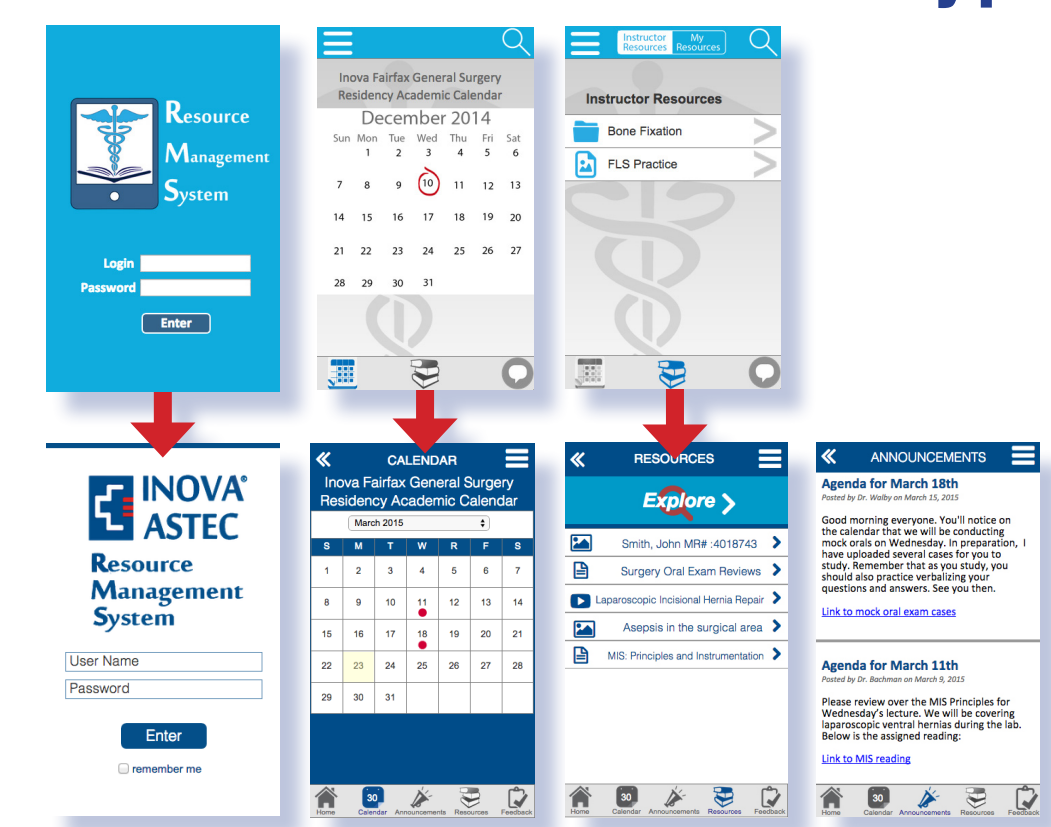 Resource
Management
System
Login
Password
Enter
Inova Fairfax General Surgery
Residency Academic Calendar
December 2014
Sun Mon Tue Wed Thu Fri Sat
1 2 3 4 5 6
7 8 9 10 11 12 13
14 15 16 17 18 19 20
21 22 23 24 25 26 27
28 29 30 31
Instructor Resources
My Resources
Instructor Resources
Bone Fixation
FLS Practice
INOVA®
ASTEC
Resource
Management
System
User Name
Password
Enter
remember me
CALENDAR
Inova Fairfax General Surgery
Residency Academic Calendar
March 2015
S M T W R F S
1 2 3 4 5 6 7
8 9 10 11 12 13 14
15 16 17 18 19 20 21
22 23 24 25 26 27 28
29 30 31
Home
30
Calendar
Announcements
Resources
Feedback
RESOURCES
Explore
Smith, John MR# :4018743
Surgery Oral Exam Reviews
Laparoscopic Incisional Hernia Repair
Asepsis in the surgical area
MIS: Principles and Instrumentation
Home
30
Calendar
Announcements
Resources
Feedback
ANNOUNCEMENTS
Agenda for March 18th
Posted by Dr. Walby on March 15, 2015
Good morning everyone. You'll notice on
the calendar that we will be conducting
mock orals on Wednesday. In preparation, I
have uploaded several cases for you to
study. Remember that as you study, you
should also practice verbalizing your
questions and answers. See you then.
Link to mock oral exam cases
Agenda for March 11th
Posted by Dr. Bachman on March 9, 2015
Please review over the MIS Principles for
Wednesday's lecture. We will be covering
laparoscopic ventral hernias during the lab.
Below is the assigned reading:
Link to MIS reading
Home
30
Calendar
Announcements
Resources
Feedback